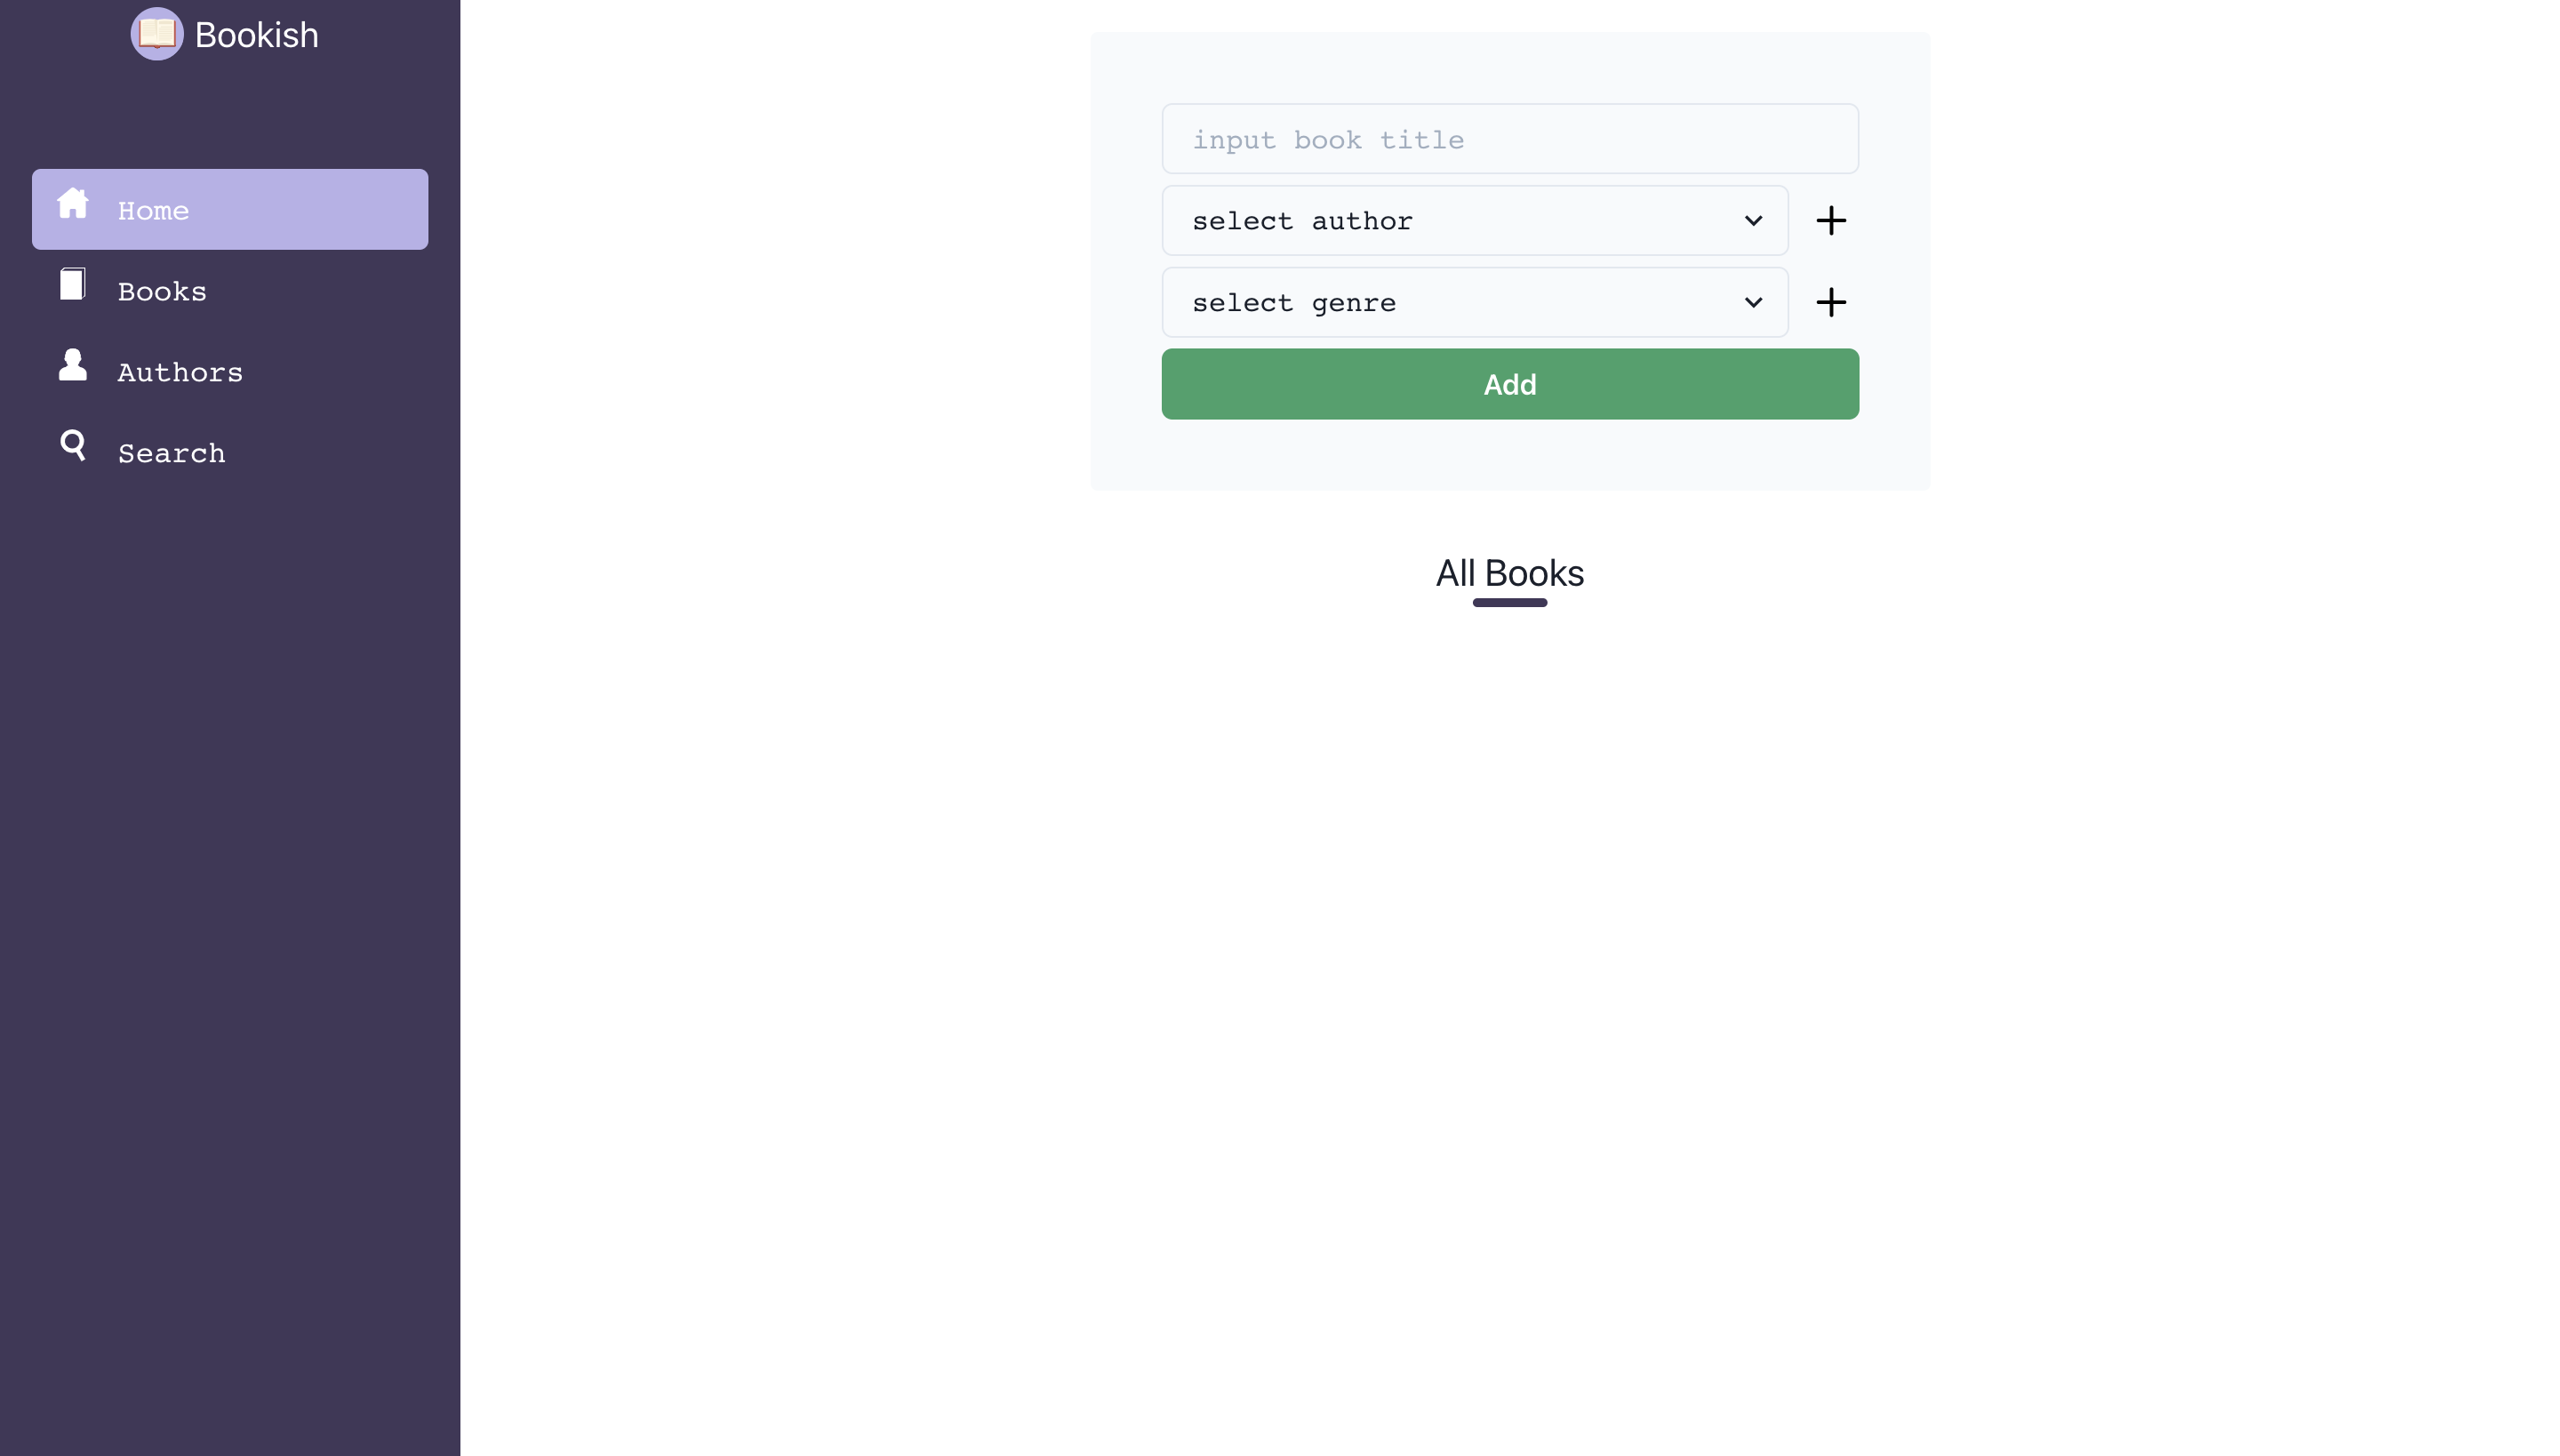 Bookish
Home
Books
Authors
Search
input book title
select author
select genre
Add
All Books